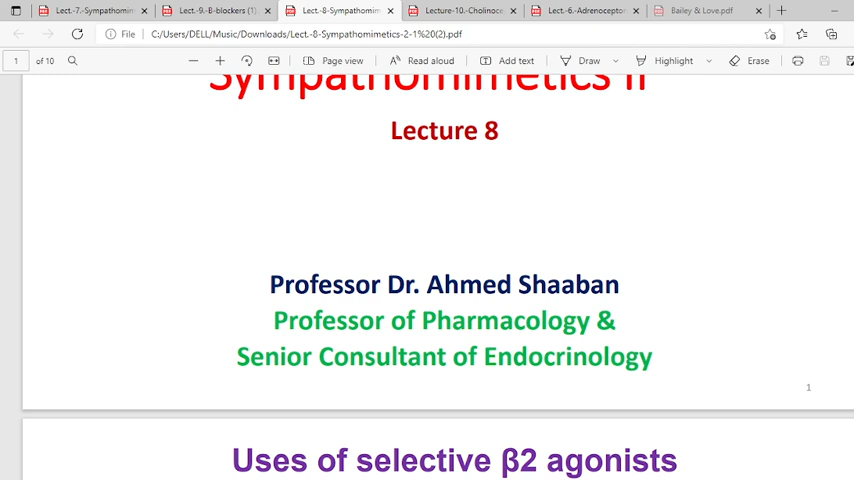 Lect.-7.-Sympathomim
Lect.-9.-B-blockers (1)
Lect.-8-Sympathomim
Lecture-10.-Cholinoce
Lect.-6.-Adrenocepto
Bailey & Love.pdf
File C:/Users/DELL/Music/Downloads/Lect.-8-Sympathomimetics-2-1%20(2).pdf
1 of 10 Page view Read aloud Add text Draw Highlight Erase
Sympathomimetics II
Lecture 8
Professor Dr. Ahmed Shaaban
Professor of Pharmacology &
Senior Consultant of Endocrinology
1
Uses of selective β2 agonists